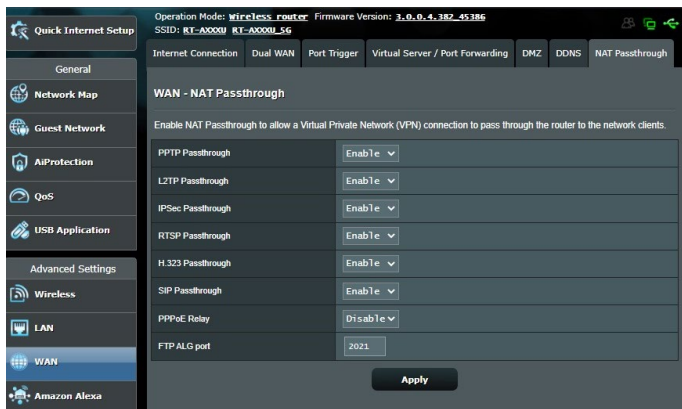 Quick Internet Setup
General
Network Map
Guest Network
AiProtection
QoS
USB Application
Advanced Settings
Wireless
LAN
WAN
Amazon Alexa
Operation Mode: Wireless router Firmware Version: 3.0.0.4.382_45386
SSID: RT-AXXXU RT-AXXXU_5G
Internet Connection Dual WAN Port Trigger Virtual Server / Port Forwarding DMZ DDNS NAT Passthrough
WAN - NAT Passthrough
Enable NAT Passthrough to allow a Virtual Private Network (VPN) connection to pass through the router to the network clients.
PPTP Passthrough Enable
L2TP Passthrough Enable
IPSec Passthrough Enable
RTSP Passthrough Enable
H.323 Passthrough Enable
SIP Passthrough Enable
PPPoE Relay Disable
FTP ALG port 2021
Apply